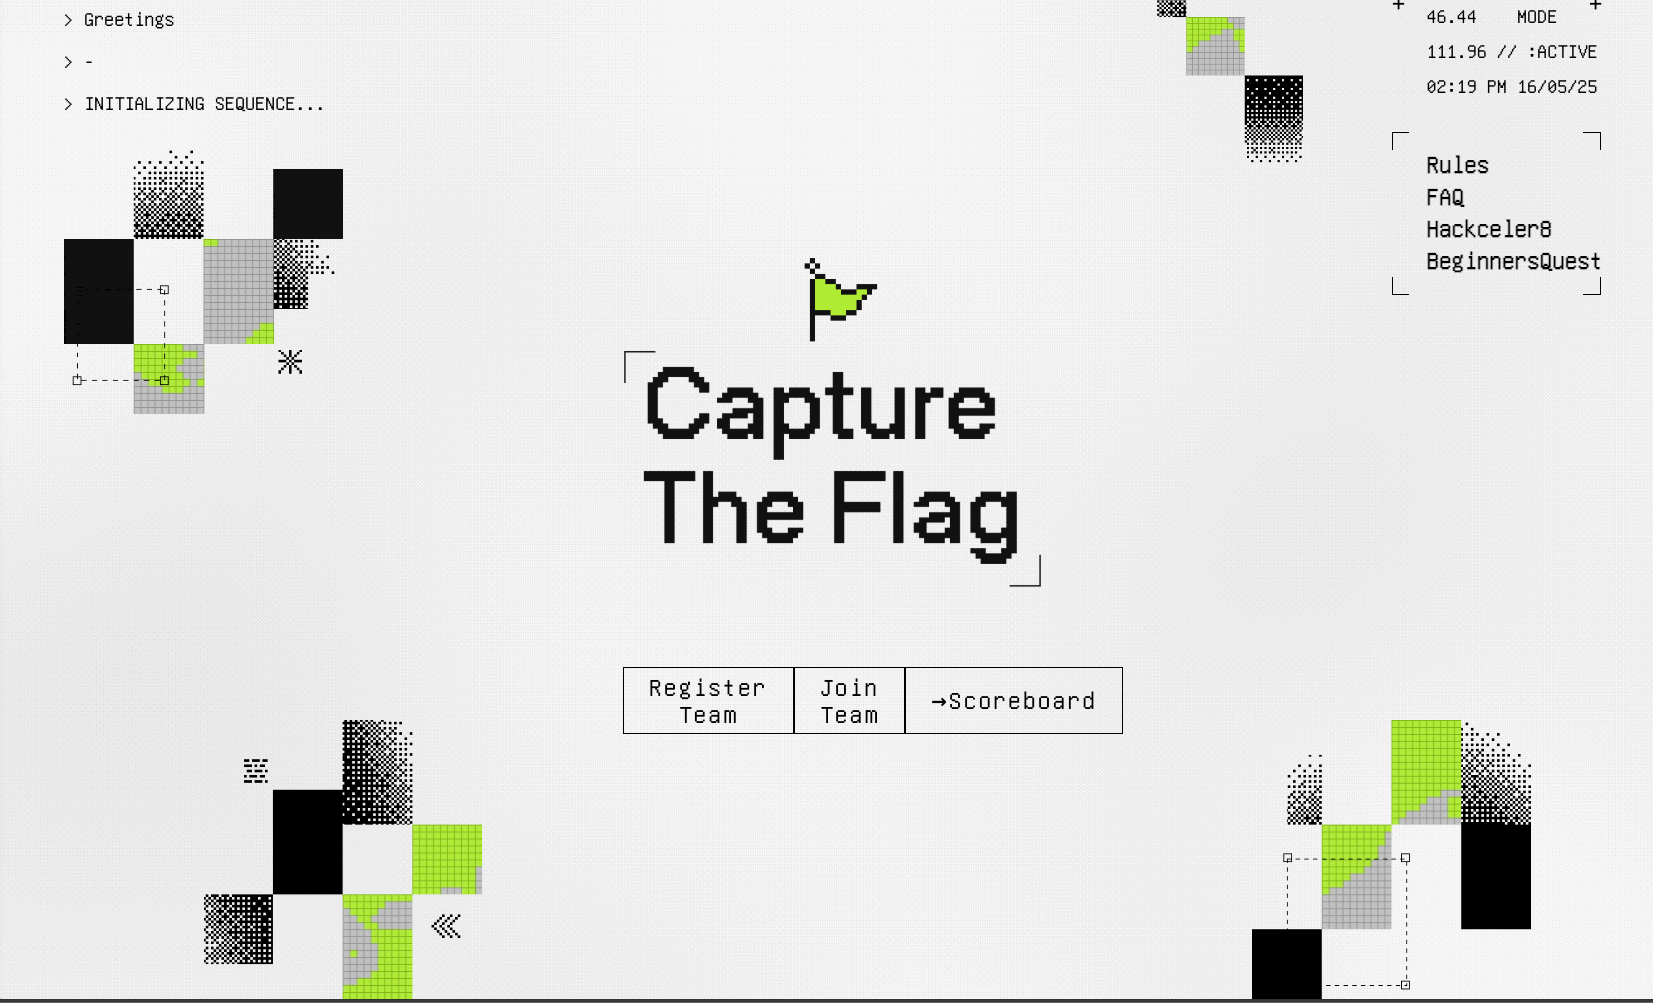 > Greetings
> -
> INITIALIZING SEQUENCE...
46.44 MODE
111.96 // :ACTIVE
02:19 PM 16/05/25
Rules
FAQ
Hackceler8
BeginnersQuest
Capture
The Flag
Register
Team
Join
Team
→Scoreboard